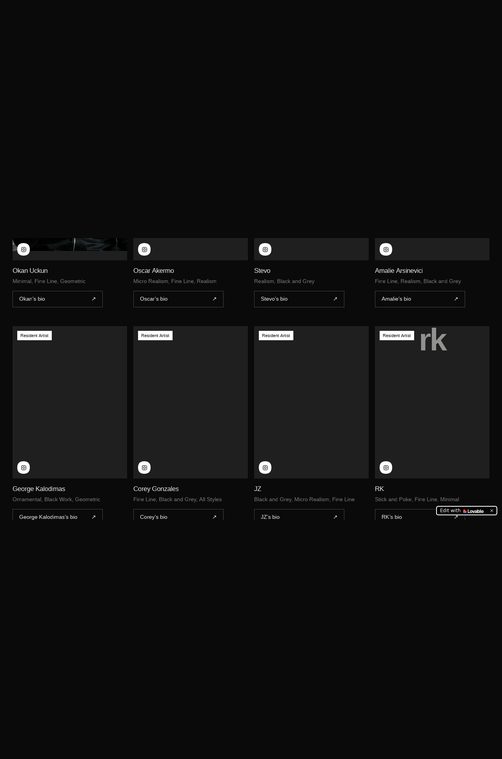 Okan Uckun
Oscar Akermo
Stevo
Amalie Arsinevici
Minimal, Fine Line, Geometric
Micro Realism, Fine Line, Realism
Realism, Black and Grey
Fine Line, Realism, Black and Grey
Okan's bio ↗
Oscar's bio ↗
Stevo's bio ↗
Amalie's bio ↗
Resident Artist
Resident Artist
Resident Artist
Resident Artist
rk
George Kalodimas
Corey Gonzales
JZ
RK
Ornamental, Black Work, Geometric
Fine Line, Black and Grey, All Styles
Black and Grey, Micro Realism, Fine Line
Stick and Poke, Fine Line, Minimal
George Kalodimas's bio ↗
Corey's bio ↗
JZ's bio ↗
RK's bio ↗
Edit with Lovable ×